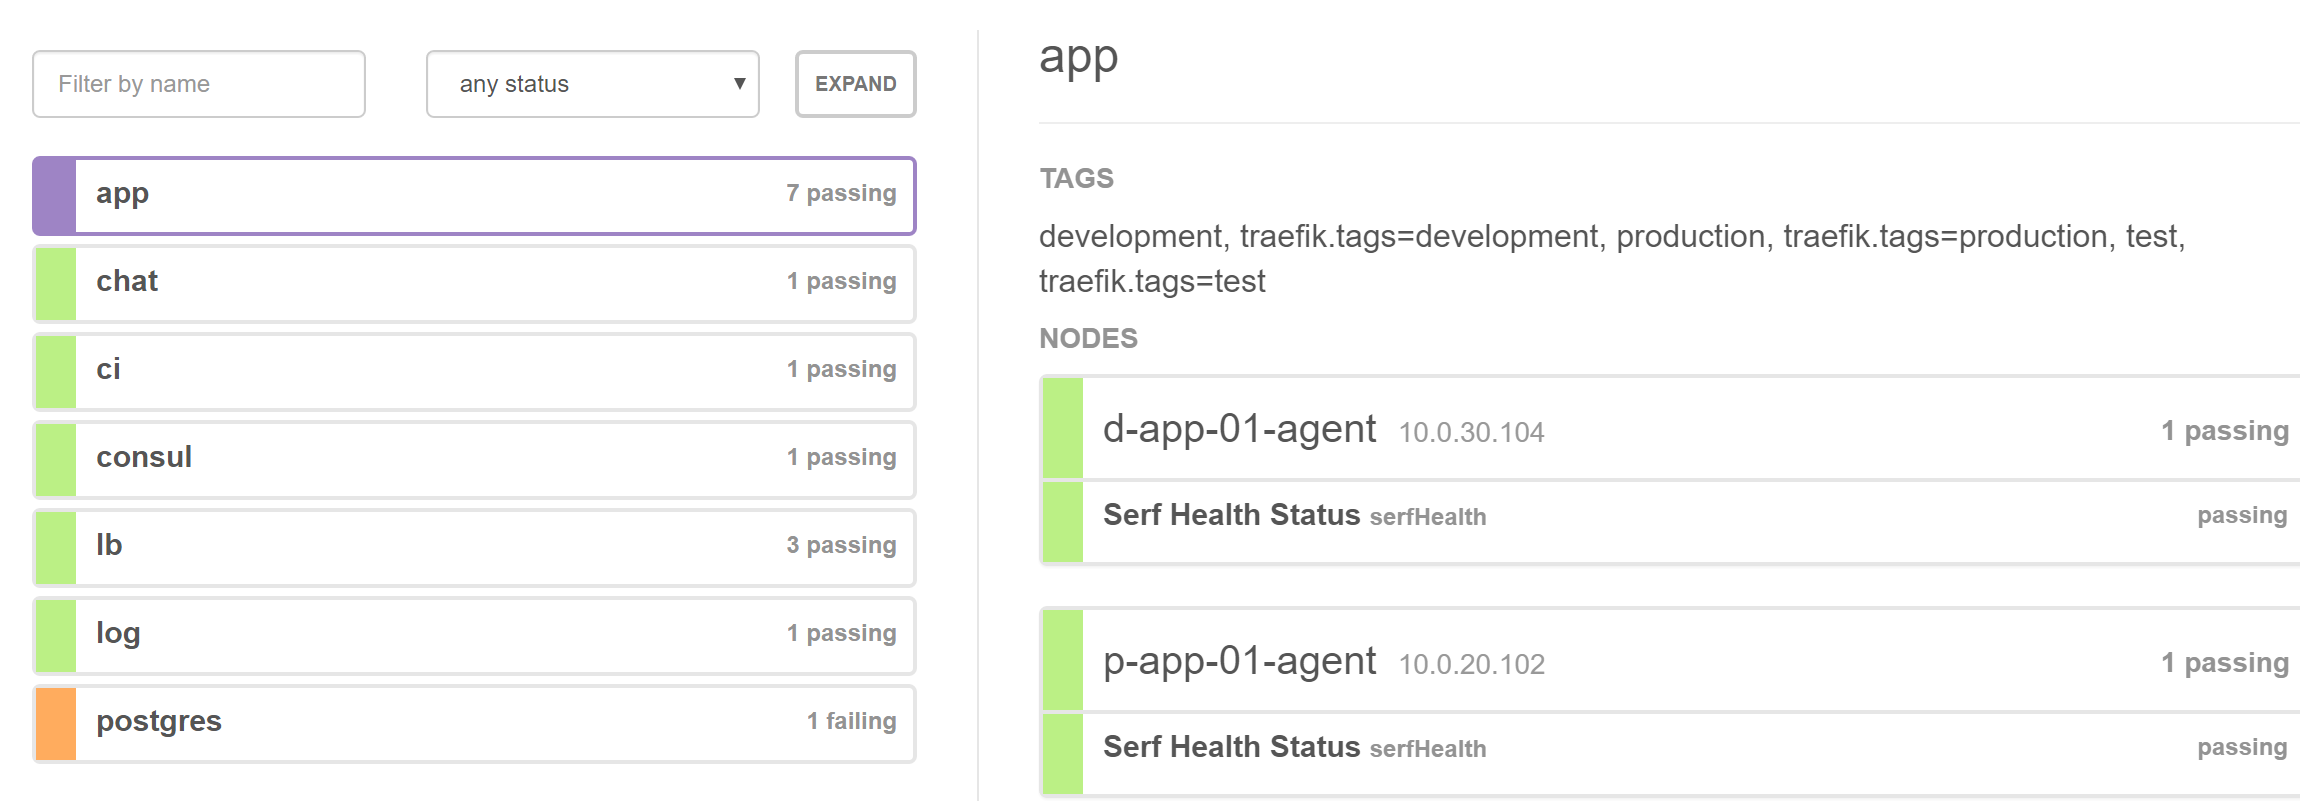 Filter by name
any status
EXPAND
app
7 passing
chat
1 passing
ci
1 passing
consul
1 passing
lb
3 passing
log
1 passing
postgres
1 failing
app
TAGS
development, traefik.tags=development, production, traefik.tags=production, test,
traefik.tags=test
NODES
d-app-01-agent 10.0.30.104
1 passing
Serf Health Status serfHealth
passing
p-app-01-agent 10.0.20.102
1 passing
Serf Health Status serfHealth
passing